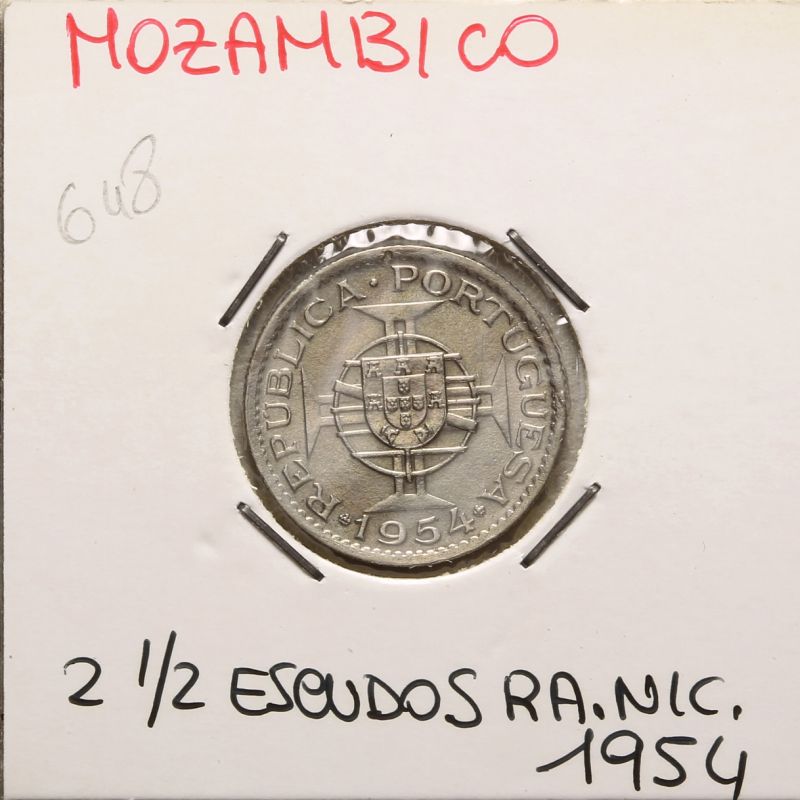 MOZAMBICO
648
REPUBLICA · PORTUGUESA
1954
2 1/2 ESCUDOS RA.NIC.
1954